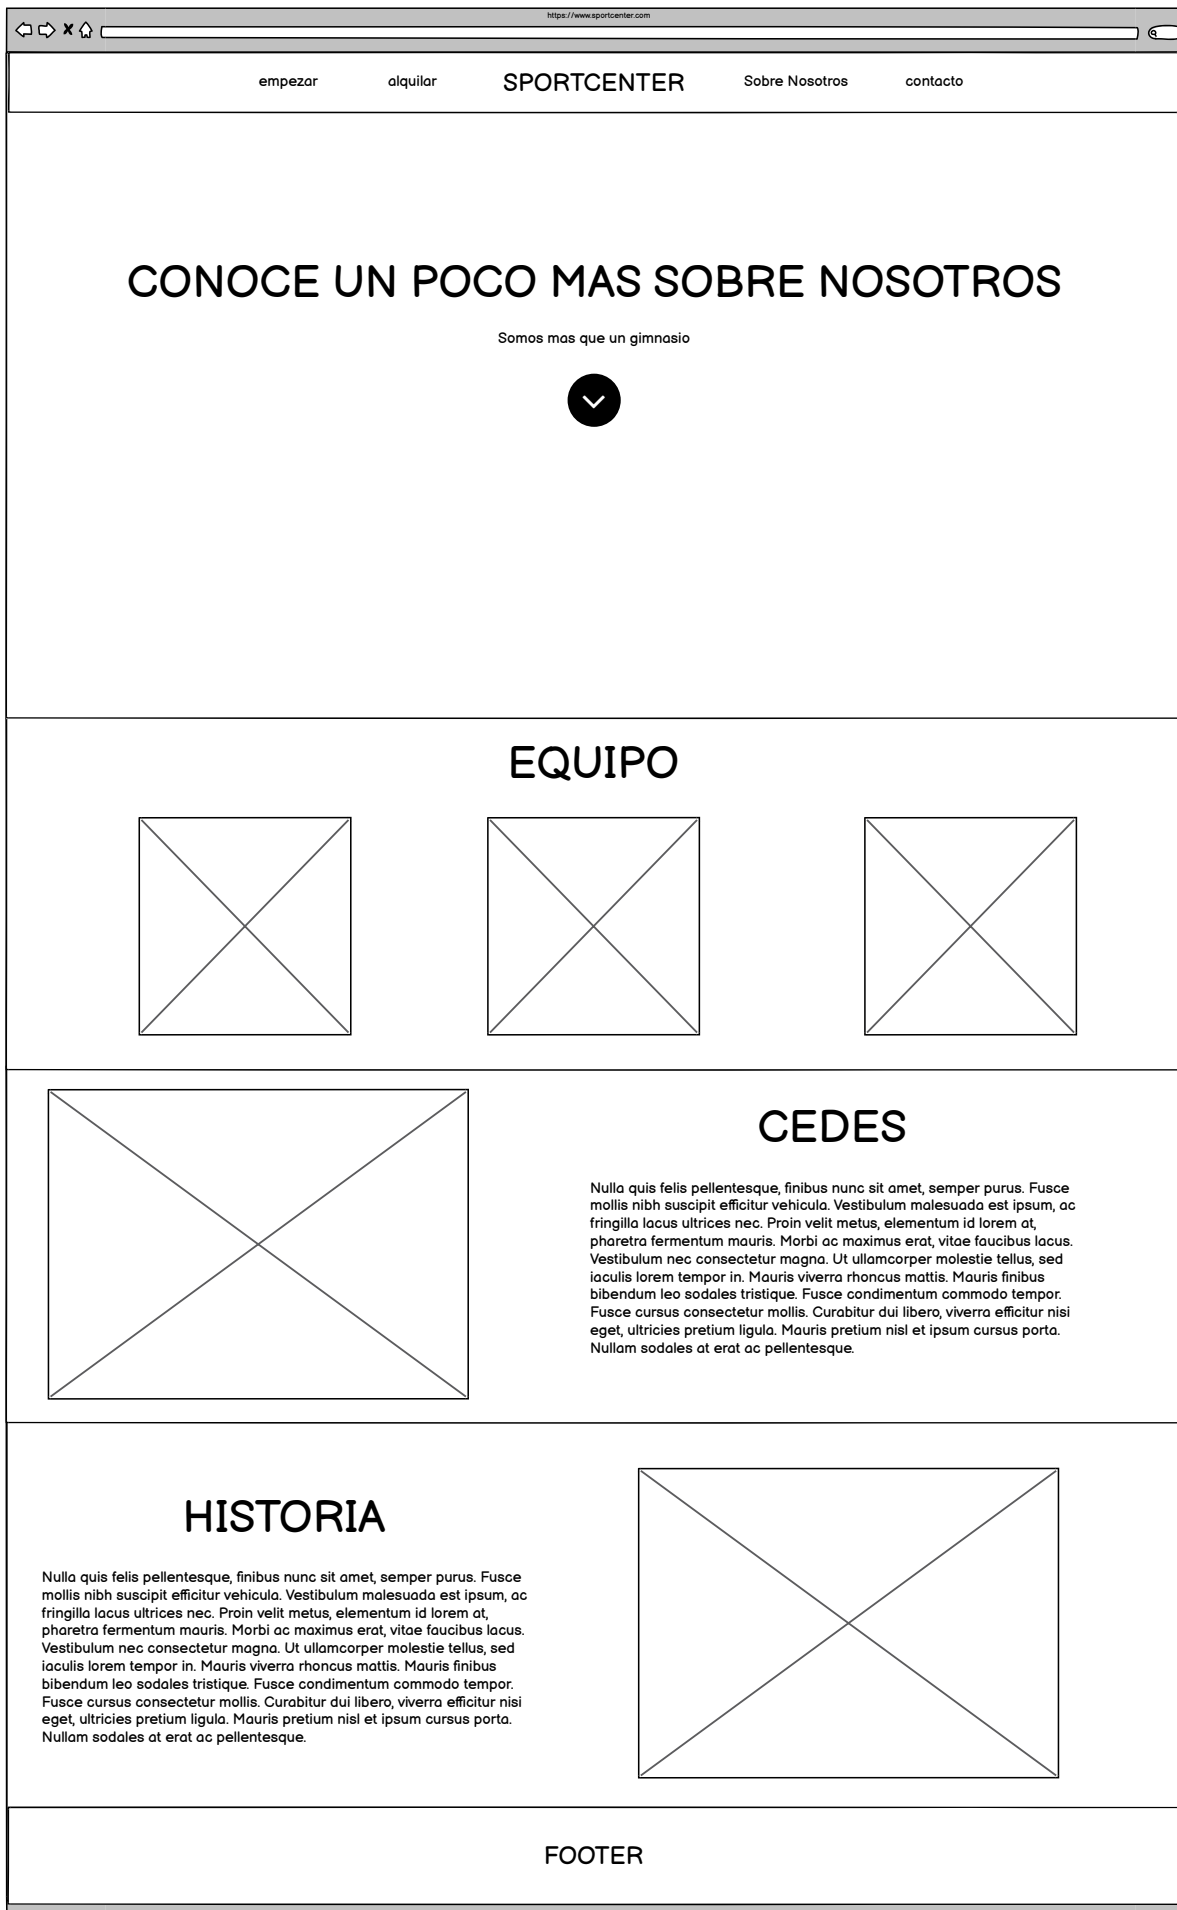 https://www.sportcenter.com
empezar alquilar SPORTCENTER Sobre Nosotros contacto
CONOCE UN POCO MAS SOBRE NOSOTROS
Somos mas que un gimnasio
EQUIPO
CEDES
Nulla quis felis pellentesque, finibus nunc sit amet, semper purus. Fusce
mollis nibh suscipit efficitur vehicula. Vestibulum malesuada est ipsum, ac
fringilla lacus ultrices nec. Proin velit metus, elementum id lorem at,
pharetra fermentum mauris. Morbi ac maximus erat, vitae faucibus lacus.
Vestibulum nec consectetur magna. Ut ullamcorper molestie tellus, sed
iaculis lorem tempor in. Mauris viverra rhoncus mattis. Mauris finibus
bibendum leo sodales tristique. Fusce condimentum commodo tempor.
Fusce cursus consectetur mollis. Curabitur dui libero, viverra efficitur nisi
eget, ultricies pretium ligula. Mauris pretium nisl et ipsum cursus porta.
Nullam sodales at erat ac pellentesque.
HISTORIA
Nulla quis felis pellentesque, finibus nunc sit amet, semper purus. Fusce
mollis nibh suscipit efficitur vehicula. Vestibulum malesuada est ipsum, ac
fringilla lacus ultrices nec. Proin velit metus, elementum id lorem at,
pharetra fermentum mauris. Morbi ac maximus erat, vitae faucibus lacus.
Vestibulum nec consectetur magna. Ut ullamcorper molestie tellus, sed
iaculis lorem tempor in. Mauris viverra rhoncus mattis. Mauris finibus
bibendum leo sodales tristique. Fusce condimentum commodo tempor.
Fusce cursus consectetur mollis. Curabitur dui libero, viverra efficitur nisi
eget, ultricies pretium ligula. Mauris pretium nisl et ipsum cursus porta.
Nullam sodales at erat ac pellentesque.
FOOTER